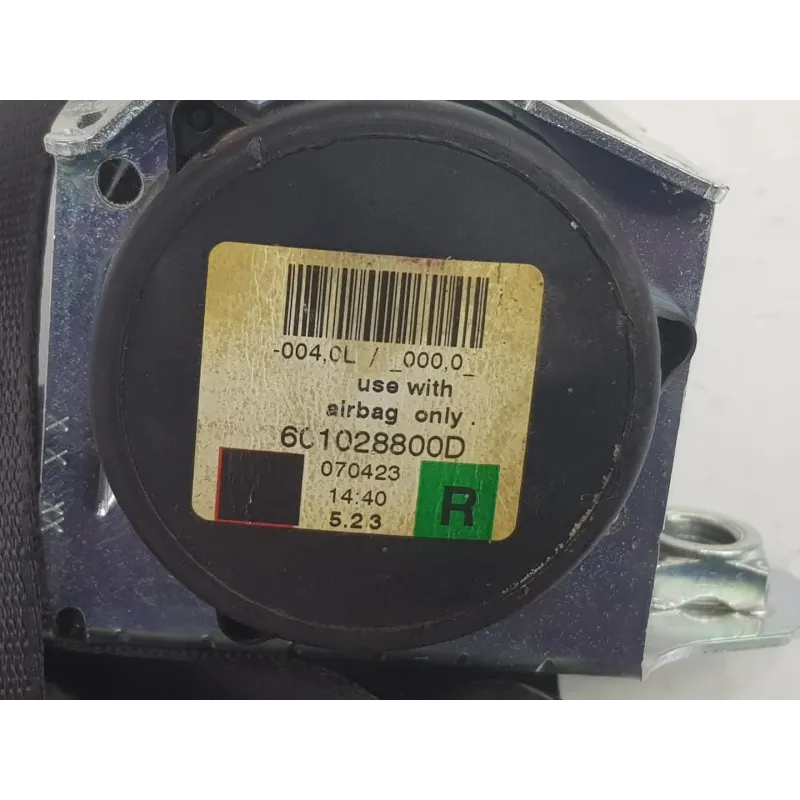 -004,0L / _000,0_
use with
airbag only.
601028800D
070423
14:40
5.23
R